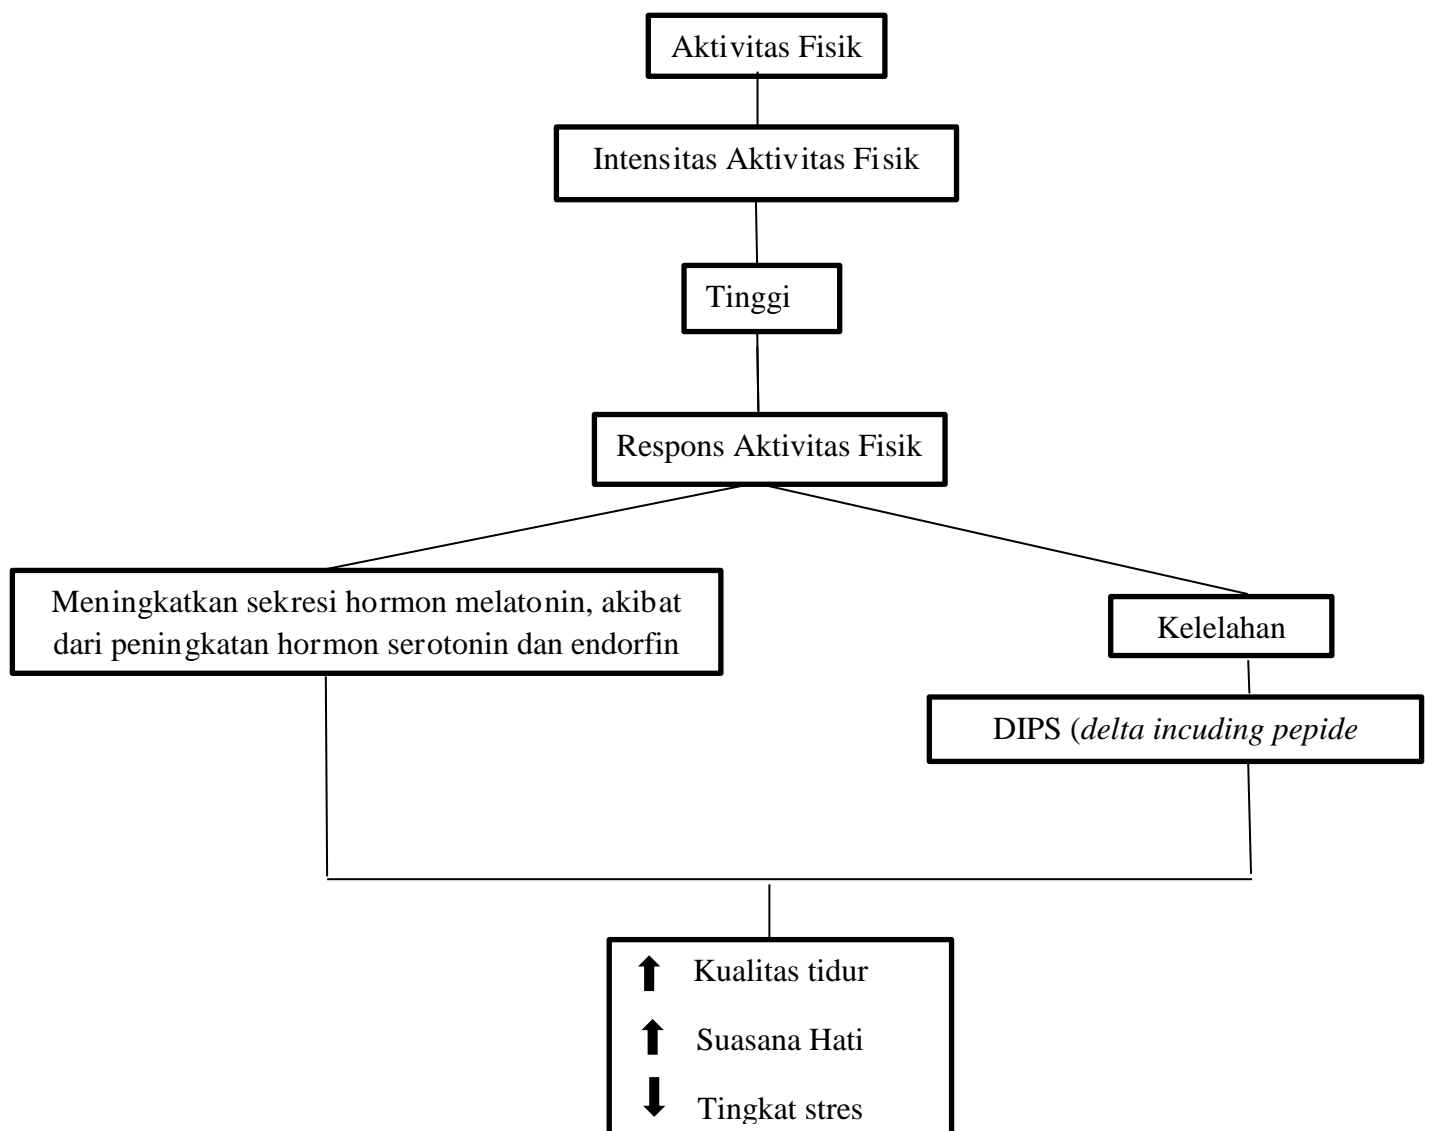 Aktivitas Fisik
Intensitas Aktivitas Fisik
Tinggi
Respons Aktivitas Fisik
Meningkatkan sekresi hormon melatonin, akibat
dari peningkatan hormon serotonin dan endorfin
Kelelahan
DIPS (delta incuding pepide
Kualitas tidur
Suasana Hati
Tingkat stres